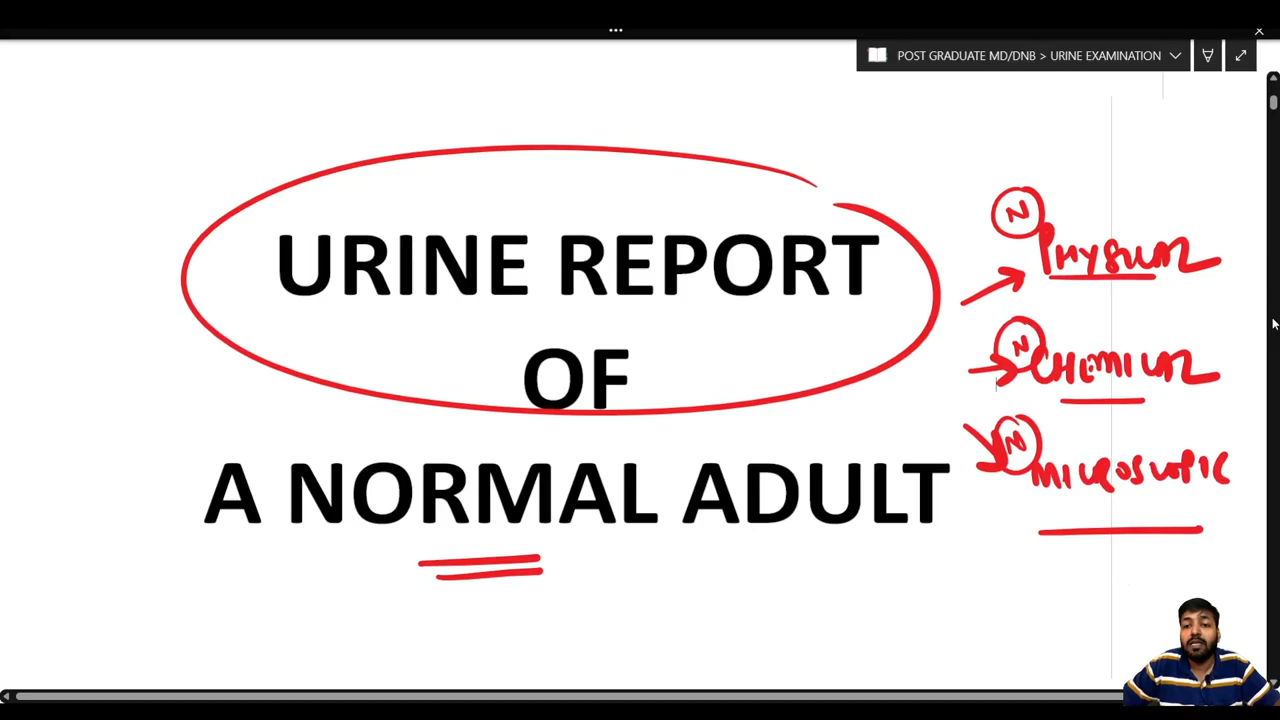 POST GRADUATE MD/DNB > URINE EXAMINATION
URINE REPORT
OF
A NORMAL ADULT
N
PHYSICAL
N
CHEMICAL
N
MICROSCOPIC